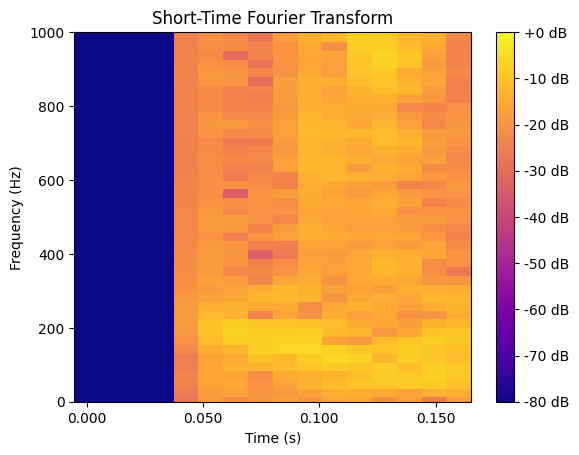 Short-Time Fourier Transform
1000
800
600
400
200
0
Frequency (Hz)
0.000
0.050
0.100
0.150
Time (s)
+0 dB
-10 dB
-20 dB
-30 dB
-40 dB
-50 dB
-60 dB
-70 dB
-80 dB